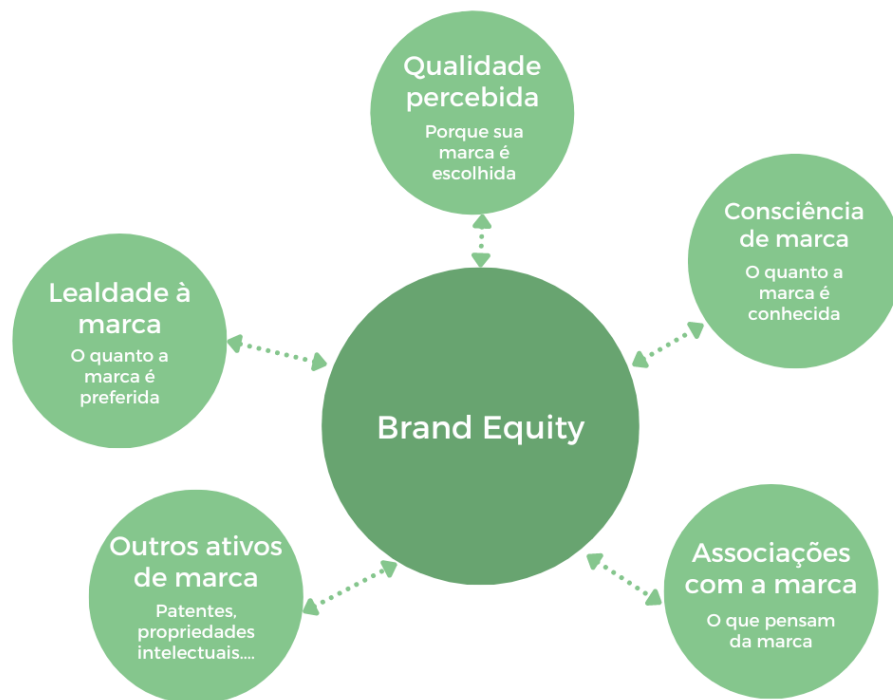 Qualidade
percebida
Porque sua
marca é
escolhida
Consciência
de marca
O quanto a
marca é
conhecida
Lealdade à
marca
O quanto a
marca é
preferida
Brand Equity
Outros ativos
de marca
Patentes,
propriedades
intelectuais....
Associações
com a marca
O que pensam
da marca